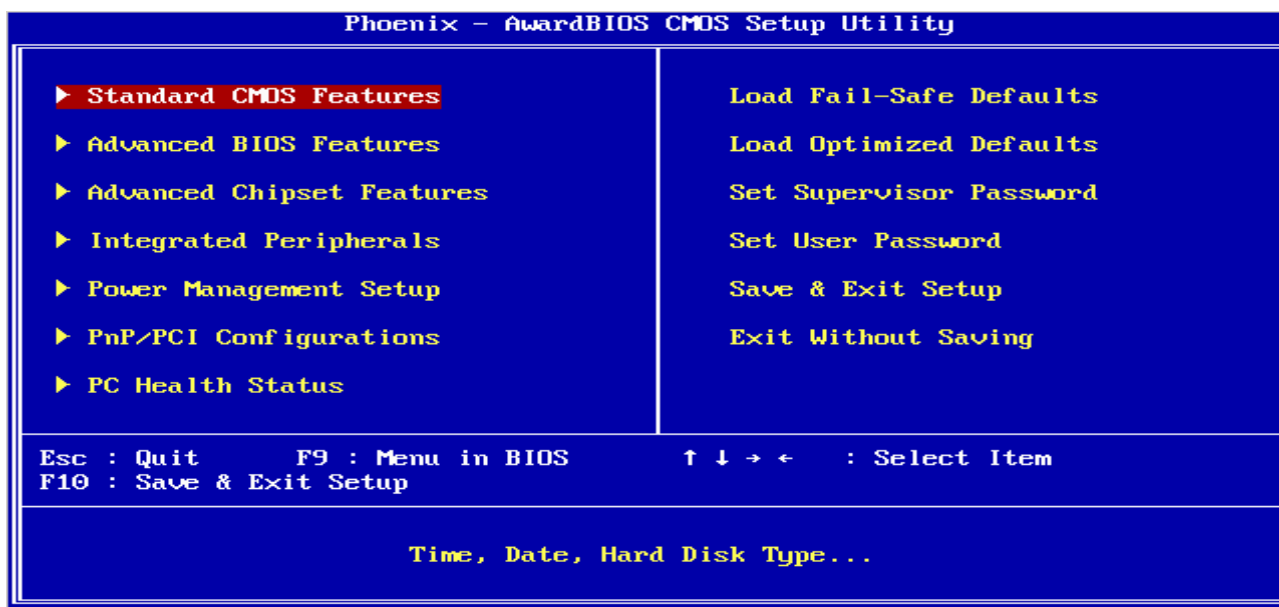 Phoenix - AwardBIOS CMOS Setup Utility
Standard CMOS Features
Advanced BIOS Features
Advanced Chipset Features
Integrated Peripherals
Power Management Setup
PnP/PCI Configurations
PC Health Status
Load Fail-Safe Defaults
Load Optimized Defaults
Set Supervisor Password
Set User Password
Save & Exit Setup
Exit Without Saving
Esc : Quit F9 : Menu in BIOS ↑ ↓ → ← : Select Item
F10 : Save & Exit Setup
Time, Date, Hard Disk Type...